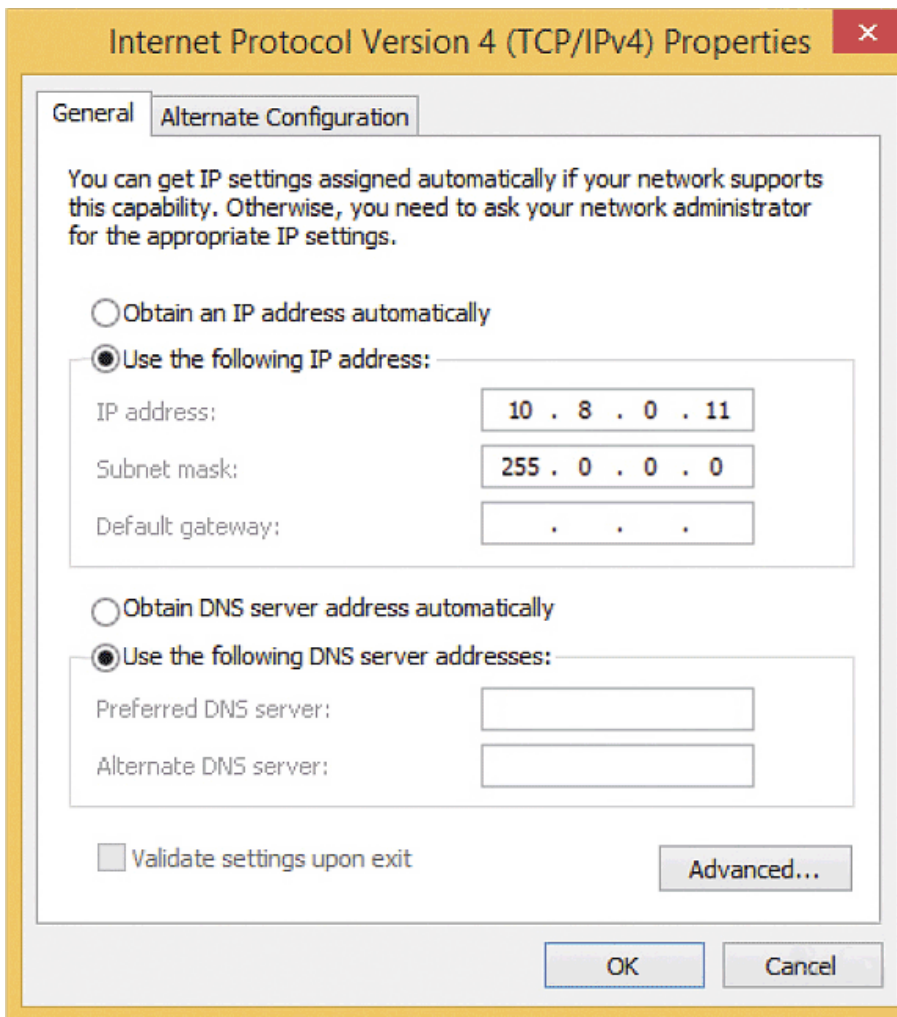 Internet Protocol Version 4 (TCP/IPv4) Properties
General
Alternate Configuration
You can get IP settings assigned automatically if your network supports
this capability. Otherwise, you need to ask your network administrator
for the appropriate IP settings.
Obtain an IP address automatically
Use the following IP address:
IP address: 10 . 8 . 0 . 11
Subnet mask: 255 . 0 . 0 . 0
Default gateway: . . .
Obtain DNS server address automatically
Use the following DNS server addresses:
Preferred DNS server:
Alternate DNS server:
Validate settings upon exit
Advanced...
OK
Cancel